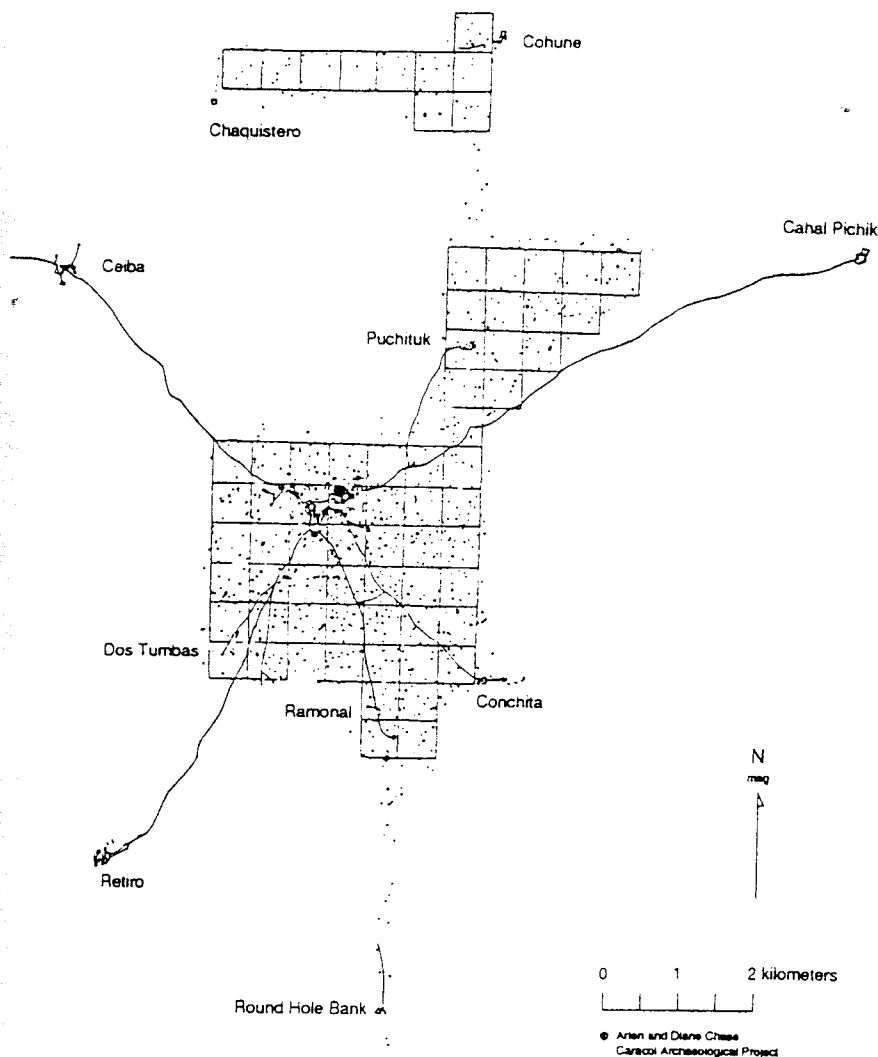 Cohune
Chaquistero
Cahal Pichik
Ceiba
Puchituk
Dos Tumbas
Ramonal
Conchita
N
mag
Retiro
0 1 2 kilometers
Round Hole Bank
© Arlen and Diane Chase
Caracol Archaeological Project